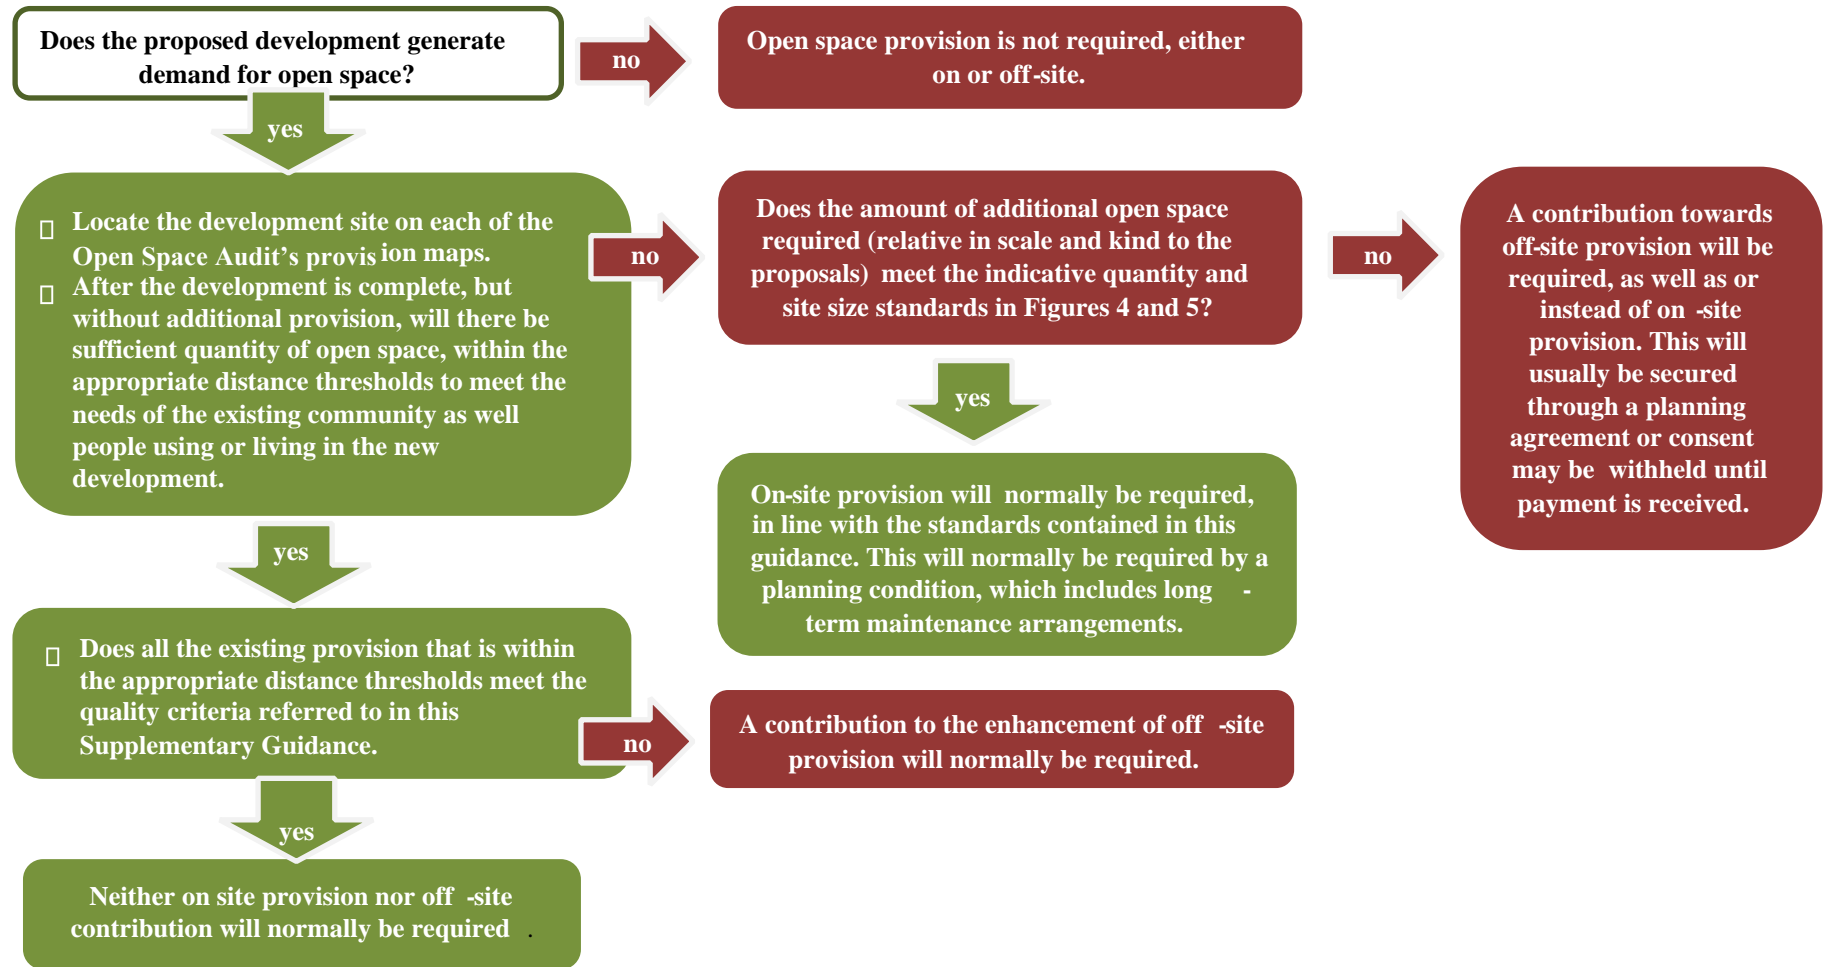 Does the proposed development generate
demand for open space?
no
Open space provision is not required, either
on or off-site.
yes
Locate the development site on each of the
Open Space Audit's provis ion maps.
After the development is complete, but
without additional provision, will there be
sufficient quantity of open space, within the
appropriate distance thresholds to meet the
needs of the existing community as well
people using or living in the new
development.
no
Does the amount of additional open space
required (relative in scale and kind to the
proposals) meet the indicative quantity and
site size standards in Figures 4 and 5?
no
A contribution towards
off-site provision will be
required, as well as or
instead of on -site
provision. This will
usually be secured
through a planning
agreement or consent
may be withheld until
payment is received.
yes
On-site provision will normally be required,
in line with the standards contained in this
guidance. This will normally be required by a
planning condition, which includes long -
term maintenance arrangements.
yes
Does all the existing provision that is within
the appropriate distance thresholds meet the
quality criteria referred to in this
Supplementary Guidance.
no
A contribution to the enhancement of off -site
provision will normally be required.
yes
Neither on site provision nor off -site
contribution will normally be required .